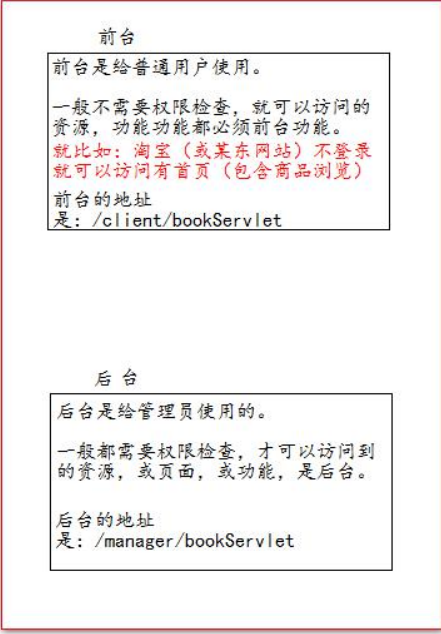 前台
前台是给普通用户使用。
一般不需要权限检查，就可以访问的
资源，功能功能都必须前台功能。
就比如：淘宝（或某东网站）不登录
就可以访问有首页（包含商品浏览）
前台的地址
是：/client/bookServlet
后 台
后台是给管理员使用的。
一般都需要权限检查，才可以访问到
的资源，或页面，或功能，是后台。
后台的地址
是：/manager/bookServlet